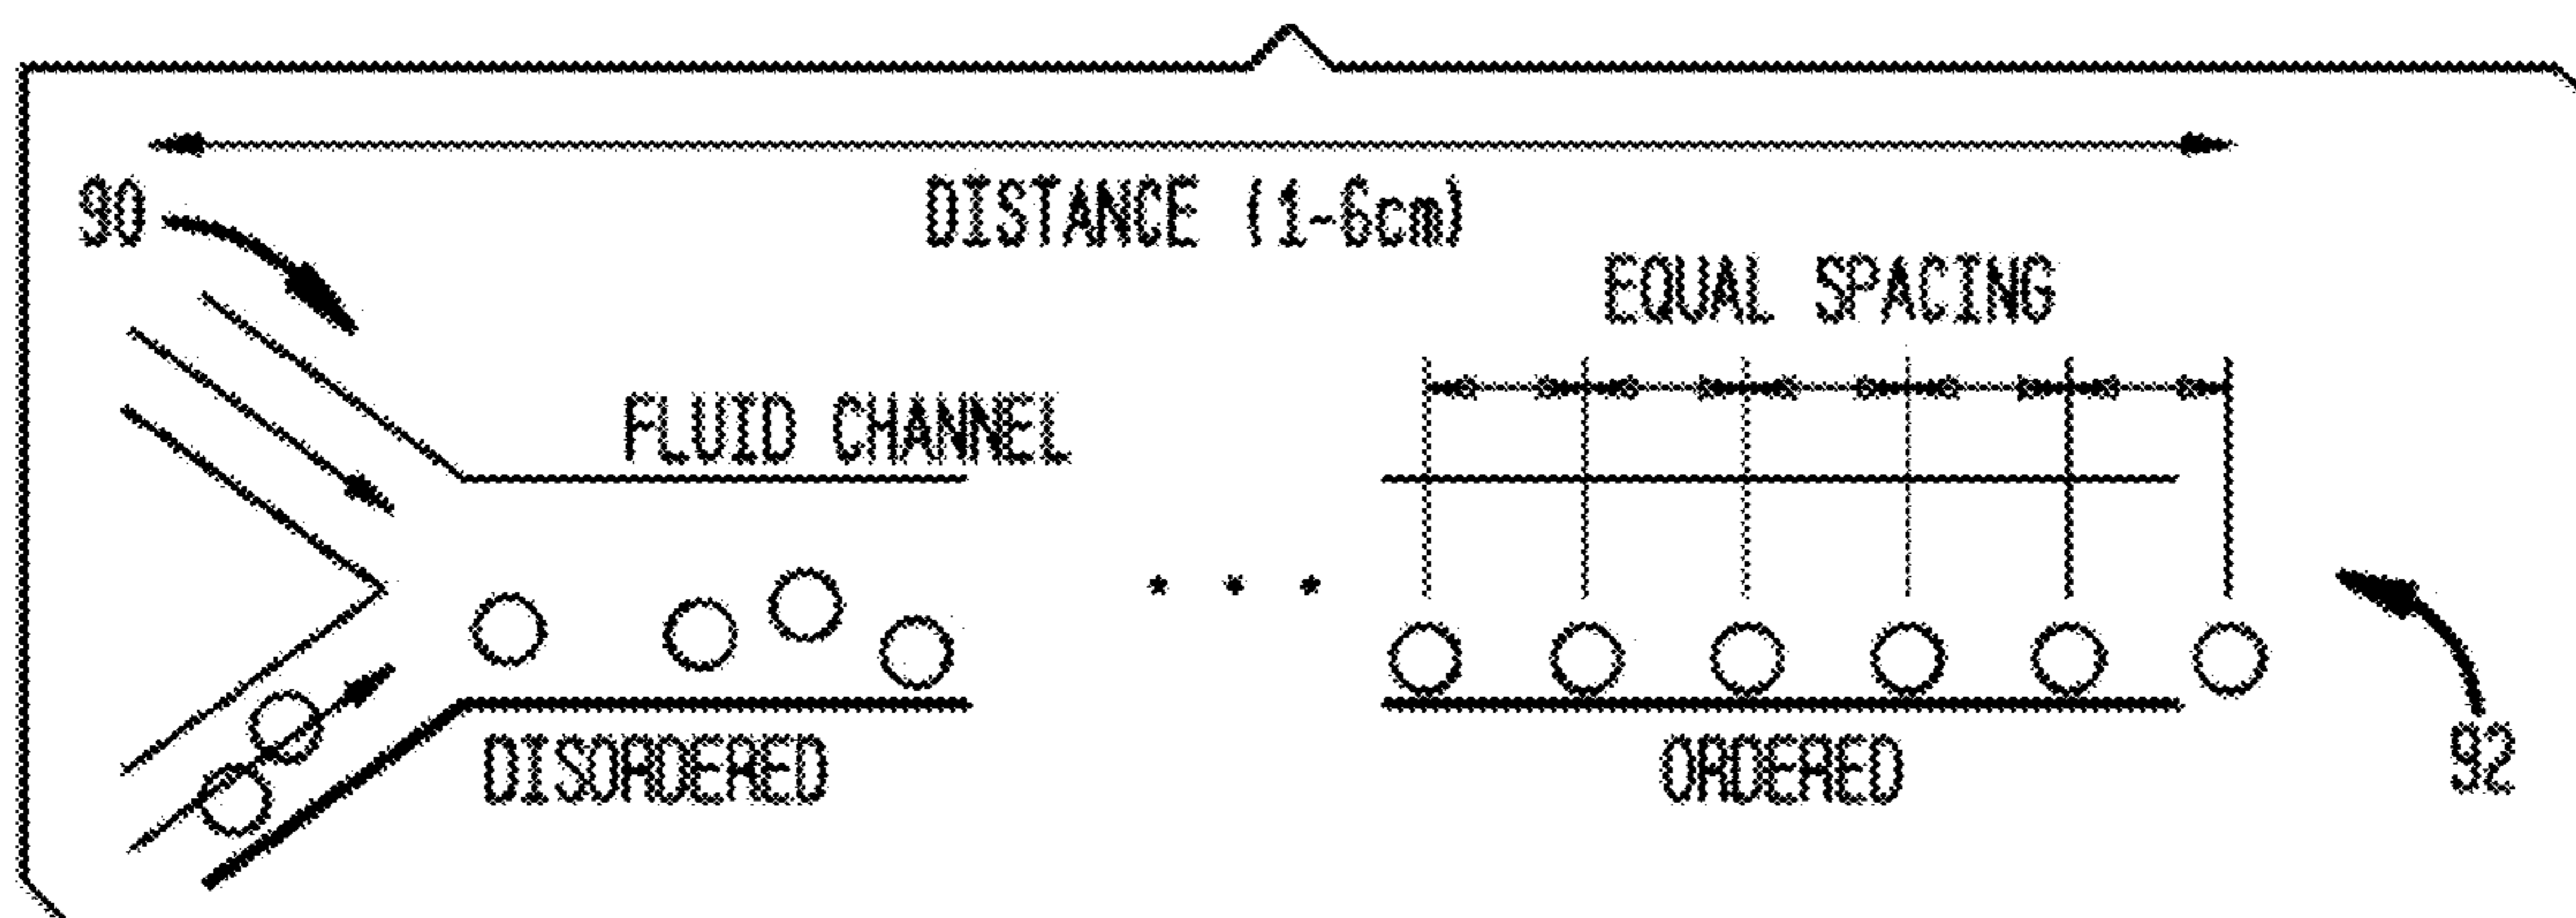 90
DISTANCE (1-6cm)
EQUAL SPACING
FLUID CHANNEL
DISORDERED
ORDERED
92